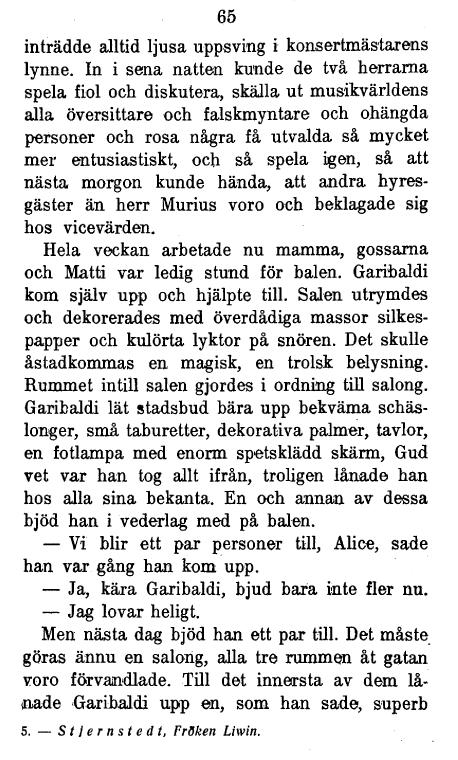 65
inträdde alltid ljusa uppsving i konsertmästarens
lynne. In i sena natten kunde de två herrarna
spela fiol och diskutera, skälla ut musikvärldens
alla översittare och falskmyntare och ohängda
personer och rosa några få utvalda så mycket
mer entusiastiskt, och så spela igen, så att
nästa morgon kunde hända, att andra hyres-
gäster än herr Murius voro och beklagade sig
hos vicevärden.
Hela veckan arbetade nu mamma, gossarna
och Matti var ledig stund för balen. Garibaldi
kom själv upp och hjälpte till. Salen utrymdes
och dekorerades med överdådiga massor silkes-
papper och kulörta lyktor på snören. Det skulle
åstadkommas en magisk, en trolsk belysning.
Rummet intill salen gjordes i ordning till salong.
Garibaldi lät stadsbud bära upp bekväma schäs-
longer, små taburetter, dekorativa palmer, tavlor,
en fotlampa med enorm spetsklädd skärm, Gud
vet var han tog allt ifrån, troligen lånade han
hos alla sina bekanta. En och annan av dessa
bjöd han i vederlag med på balen.
— Vi blir ett par personer till, Alice, sade
han var gång han kom upp.
— Ja, kära Garibaldi, bjud bara inte fler nu.
— Jag lovar heligt.
Men nästa dag bjöd han ett par till. Det måste
göras ännu en salong, alla tre rummen åt gatan
voro förvandlade. Till det innersta av dem lå-
nade Garibaldi upp en, som han sade, superb
5. — Stjernstedt, Fröken Liwin.